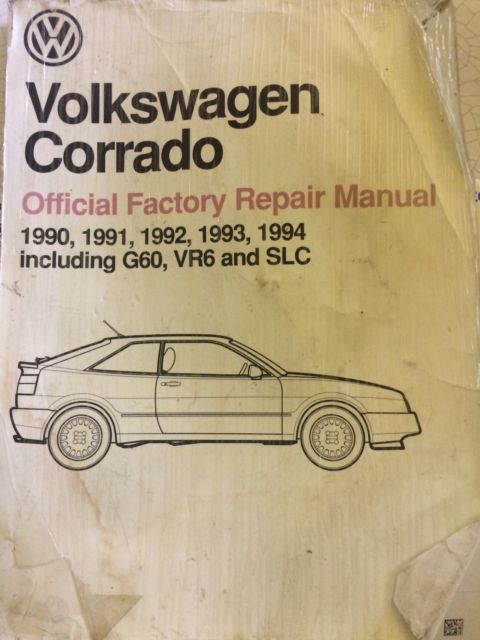 Volkswagen
Corrado
Official Factory Repair Manual
1990, 1991, 1992, 1993, 1994
including G60, VR6 and SLC